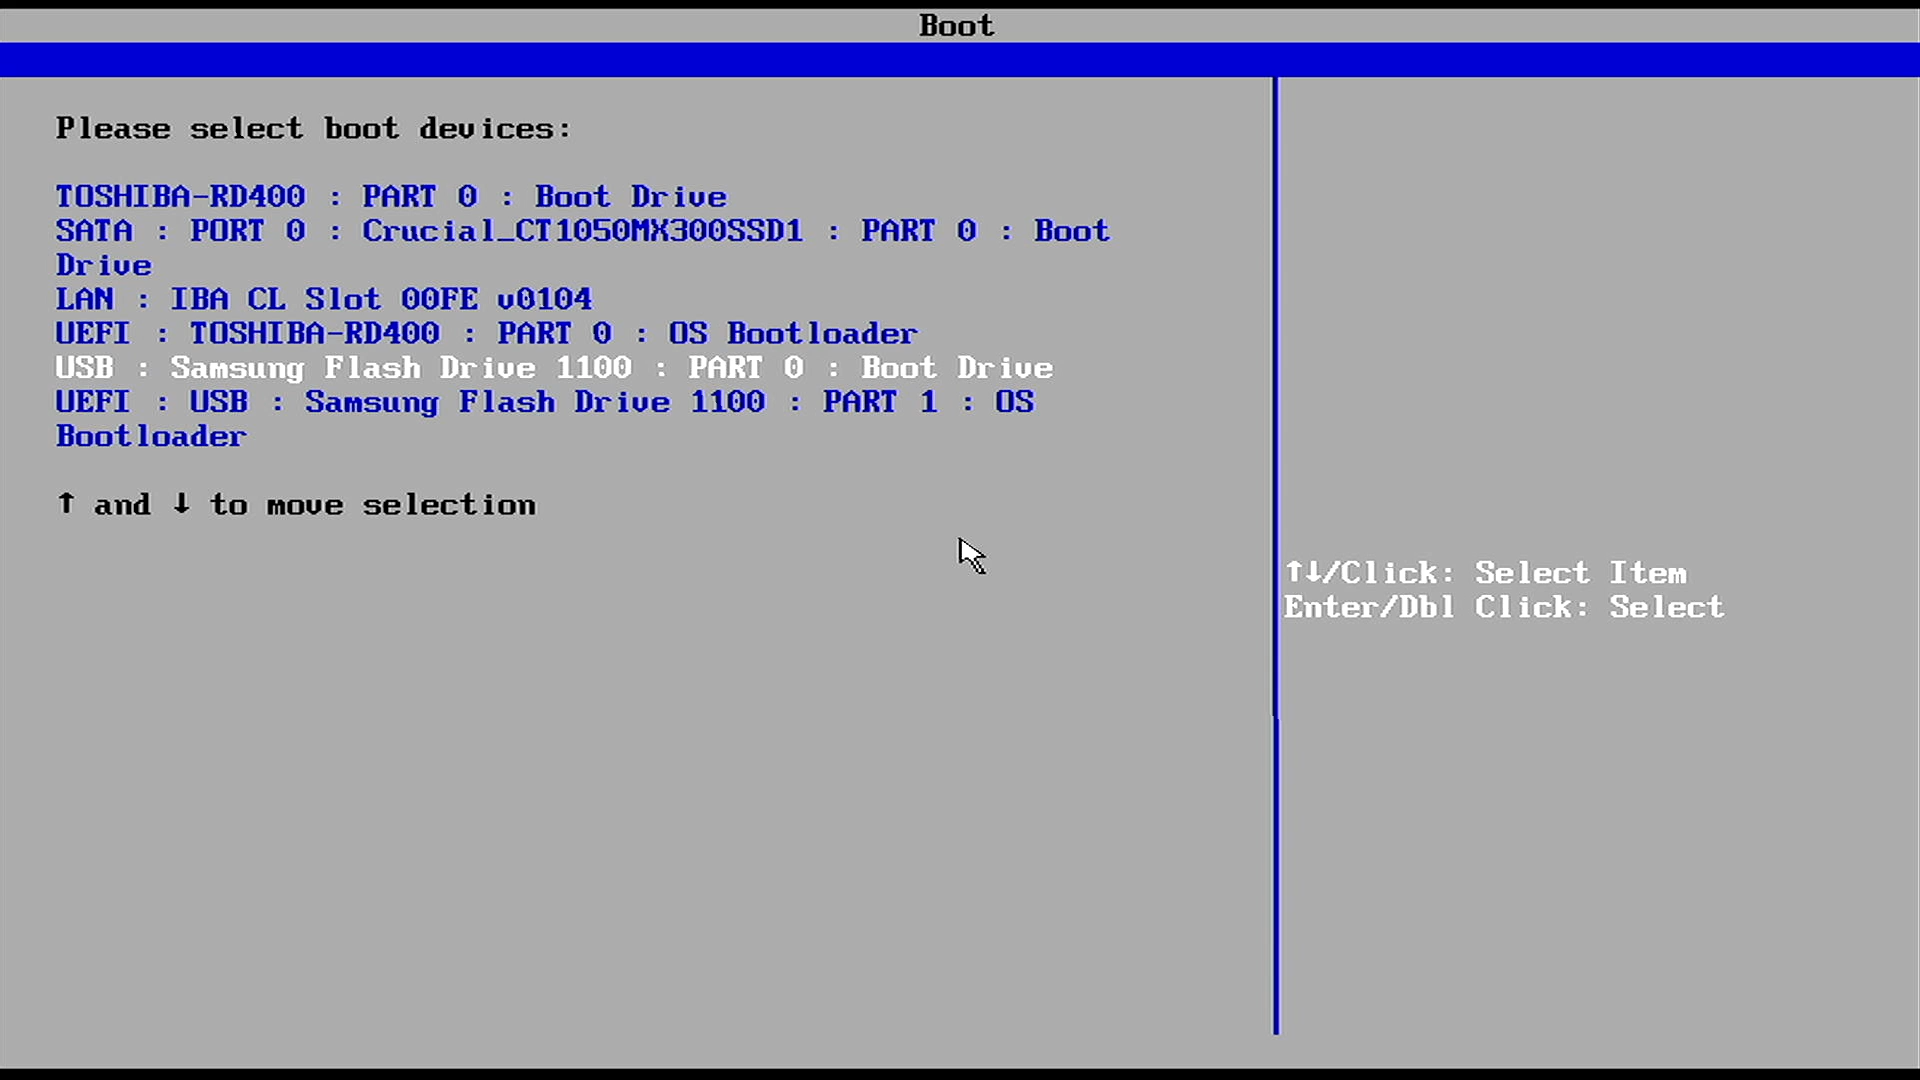 Boot
Please select boot devices:
TOSHIBA-RD400 : PART 0 : Boot Drive
SATA : PORT 0 : Crucial_CT1050MX300SSD1 : PART 0 : Boot
Drive
LAN : IBA CL Slot 00FE v0104
UEFI : TOSHIBA-RD400 : PART 0 : OS Bootloader
USB : Samsung Flash Drive 1100 : PART 0 : Boot Drive
UEFI : USB : Samsung Flash Drive 1100 : PART 1 : OS
Bootloader
↑ and ↓ to move selection
↑↓/Click: Select Item
Enter/Dbl Click: Select